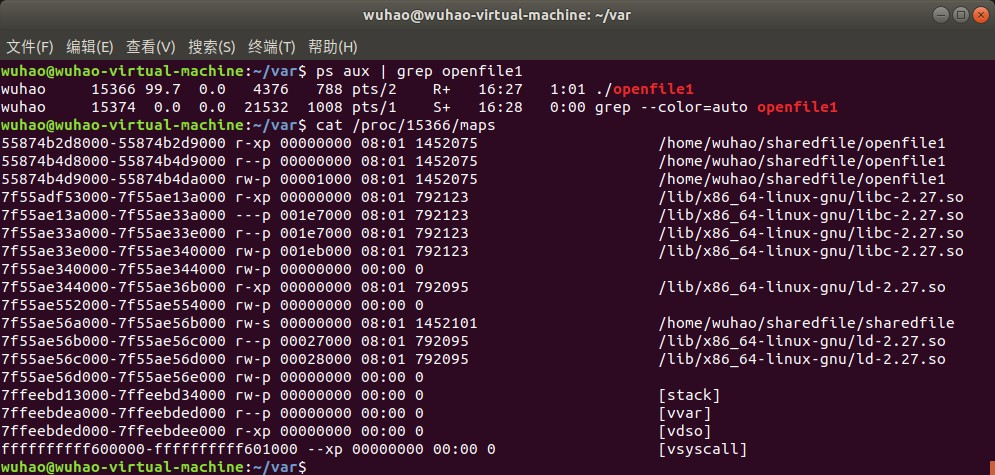 wuhao@wuhao-virtual-machine: ~/var
文件(F) 编辑(E) 查看(V) 搜索(S) 终端(T) 帮助(H)
wuhao@wuhao-virtual-machine:~/var$ ps aux | grep openfile1
wuhao 15366 99.7 0.0 4376 788 pts/2 R+ 16:27 1:01 ./openfile1
wuhao 15374 0.0 0.0 21532 1008 pts/1 S+ 16:28 0:00 grep --color=auto openfile1
wuhao@wuhao-virtual-machine:~/var$ cat /proc/15366/maps
55874b2d8000-55874b2d9000 r-xp 00000000 08:01 1452075 /home/wuhao/sharedfile/openfile1
55874b4d8000-55874b4d9000 r--p 00000000 08:01 1452075 /home/wuhao/sharedfile/openfile1
55874b4d9000-55874b4da000 rw-p 00001000 08:01 1452075 /home/wuhao/sharedfile/openfile1
7f55adf53000-7f55ae13a000 r-xp 00000000 08:01 792123 /lib/x86_64-linux-gnu/libc-2.27.so
7f55ae13a000-7f55ae33a000 ---p 001e7000 08:01 792123 /lib/x86_64-linux-gnu/libc-2.27.so
7f55ae33a000-7f55ae33e000 r--p 001e7000 08:01 792123 /lib/x86_64-linux-gnu/libc-2.27.so
7f55ae33e000-7f55ae340000 rw-p 001eb000 08:01 792123 /lib/x86_64-linux-gnu/libc-2.27.so
7f55ae340000-7f55ae344000 rw-p 00000000 00:00 0
7f55ae344000-7f55ae36b000 r-xp 00000000 08:01 792095 /lib/x86_64-linux-gnu/ld-2.27.so
7f55ae552000-7f55ae554000 rw-p 00000000 00:00 0
7f55ae56a000-7f55ae56b000 rw-s 00000000 08:01 1452101 /home/wuhao/sharedfile/sharedfile
7f55ae56b000-7f55ae56c000 r--p 00027000 08:01 792095 /lib/x86_64-linux-gnu/ld-2.27.so
7f55ae56c000-7f55ae56d000 rw-p 00028000 08:01 792095 /lib/x86_64-linux-gnu/ld-2.27.so
7f55ae56d000-7f55ae56e000 rw-p 00000000 00:00 0
7ffeebd13000-7ffeebd34000 rw-p 00000000 00:00 0 [stack]
7ffeebdea000-7ffeebded000 r--p 00000000 00:00 0 [vvar]
7ffeebded000-7ffeebdee000 r-xp 00000000 00:00 0 [vdso]
ffffffffff600000-ffffffffff601000 --xp 00000000 00:00 0 [vsyscall]
wuhao@wuhao-virtual-machine:~/var$